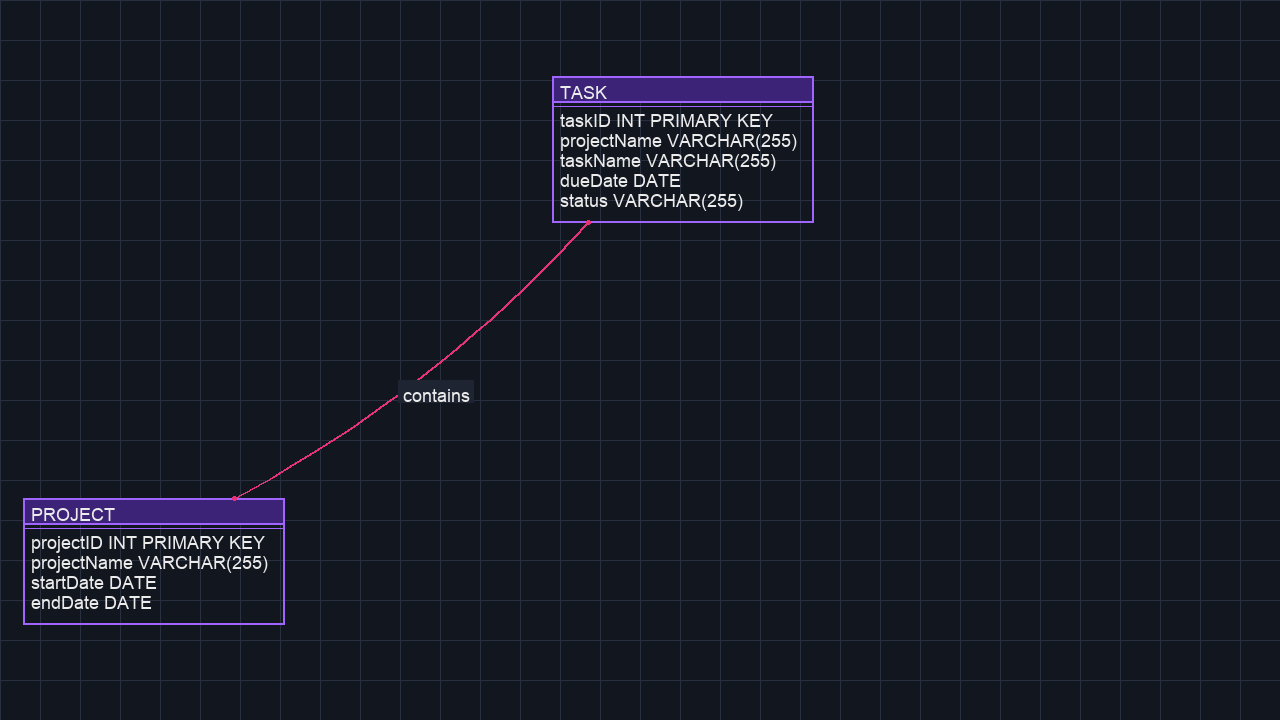 TASK
taskID INT PRIMARY KEY
projectName VARCHAR(255)
taskName VARCHAR(255)
dueDate DATE
status VARCHAR(255)
contains
PROJECT
projectID INT PRIMARY KEY
projectName VARCHAR(255)
startDate DATE
endDate DATE